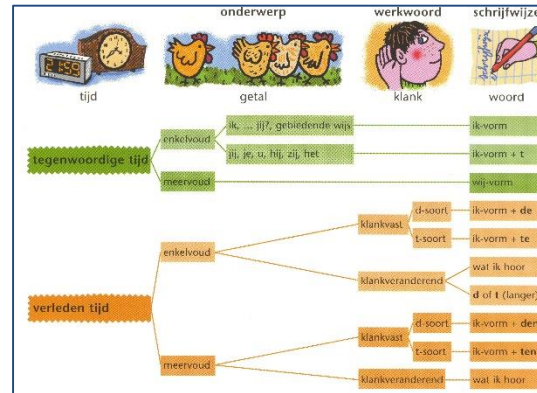 onderwerp
werkwoord
schrijfwijze
21:59
tijd
getal
klank
woord
tegenwoordige tijd
enkelvoud
ik, ... jij?, gebiedende wijs
ik-vorm
jij, je, u, hij, zij, het
ik-vorm + t
meervoud
wij-vorm
verleden tijd
enkelvoud
klankvast
d-soort
ik-vorm + de
t-soort
ik-vorm + te
klankveranderend
wat ik hoor
d of t (langer)
meervoud
klankvast
d-soort
ik-vorm + den
t-soort
ik-vorm + ten
klankveranderend
wat ik hoor